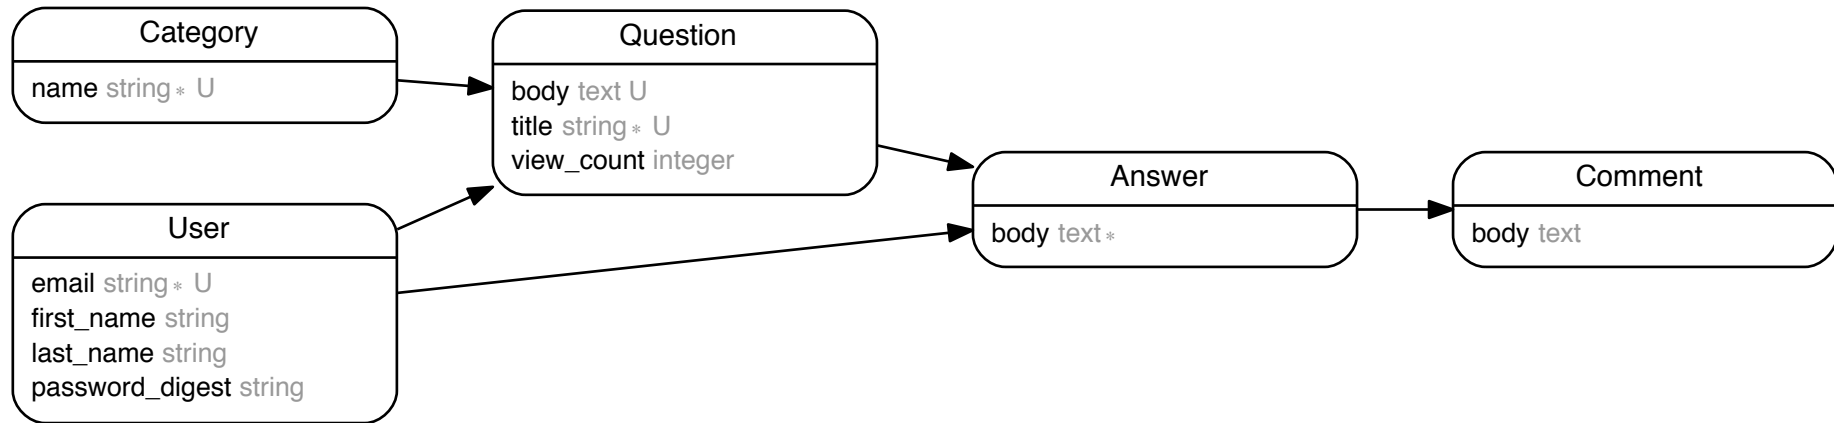 Category
name string* U
Question
body text U
title string* U
view_count integer
User
email string* U
first_name string
last_name string
password_digest string
Answer
body text*
Comment
body text